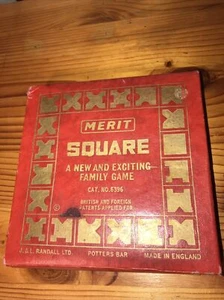 MERIT
SQUARE
A NEW AND EXCITING
FAMILY GAME
CAT. NO. 6396
BRITISH AND FOREIGN
PATENTS APPLIED FOR
J. & L. RANDALL LTD. POTTERS BAR MADE IN ENGLAND